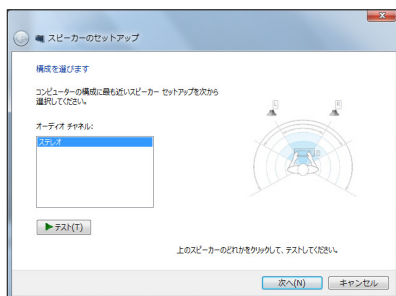 スピーカーのセットアップ
構成を選びます
コンピューターの構成に最も近いスピーカー セットアップを次から
選択してください。
オーディオ チャネル:
ステレオ
L
R
テスト(T)
上のスピーカーのどれかをクリックして、テストしてください。
次へ(N)
キャンセル